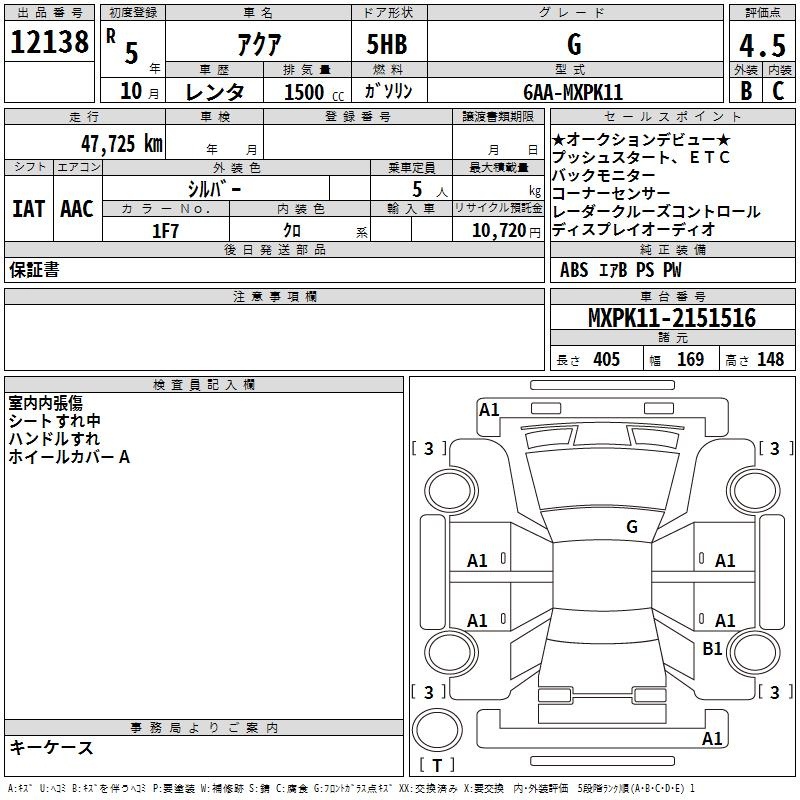 出品番号 初度登録 車名 ドア形状 グレード 評価点
12138 R 5 年 アクア 5HB G 4.5
車歴 排気量 燃料 型式 外装 内装
10 月 レンタ 1500 CC ガソリン 6AA-MXPK11 B C
走行 車検 登録番号 譲渡書類期限
47,725 km 年 月 月 日
シフト エアコン 外装色 乗車定員 最大積載量
IAT AAC シルバー 5 人 kg
カラーNo. 内装色 輸入車 リサイクル預託金
1F7 クロ 系 10,720 円
後日発送部品
保証書
セールスポイント
★オークションデビュー★
プッシュスタート、ETC
バックモニター
コーナーセンサー
レーダークルーズコントロール
ディスプレイオーディオ
純正装備
ABS エアB PS PW
注意事項欄
車台番号
MXPK11-2151516
諸元
長さ 405 幅 169 高さ 148
検査員記入欄
室内内張傷
シートすれ中
ハンドルすれ
ホイールカバーA
事務局よりご案内
キーケース
A1
[ 3 ] [ 3 ]
G
A1 A1
A1 A1
B1
[ 3 ] [ 3 ]
A1
[ T ]
A:キズ U:ヘコミ B:キズを伴うヘコミ P:要塗装 W:補修跡 S:錆 C:腐食 G:フロントガラス点キズ XX:交換済み X:要交換 内・外装評価 5段階ランク順(A・B・C・D・E) 1